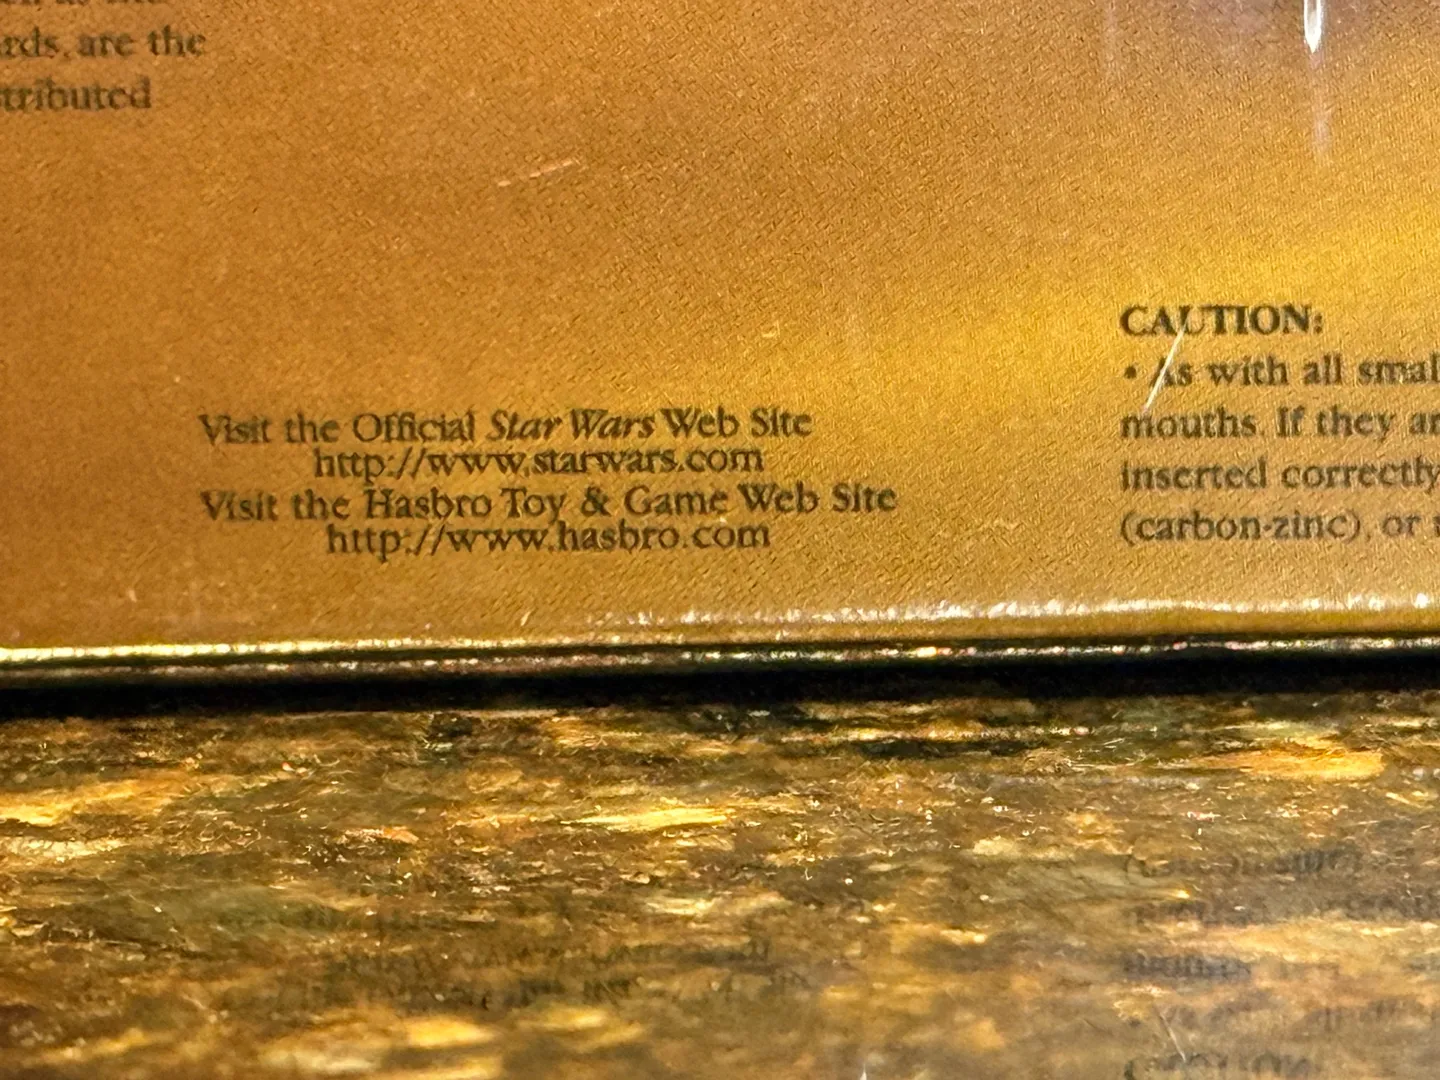 rds, are the
tributed
Visit the Official Star Wars Web Site
http://www.starwars.com
Visit the Hasbro Toy & Game Web Site
http://www.hasbro.com
CAUTION:
• As with all smal
mouths. If they ar
inserted correctly
(carbon-zinc), or